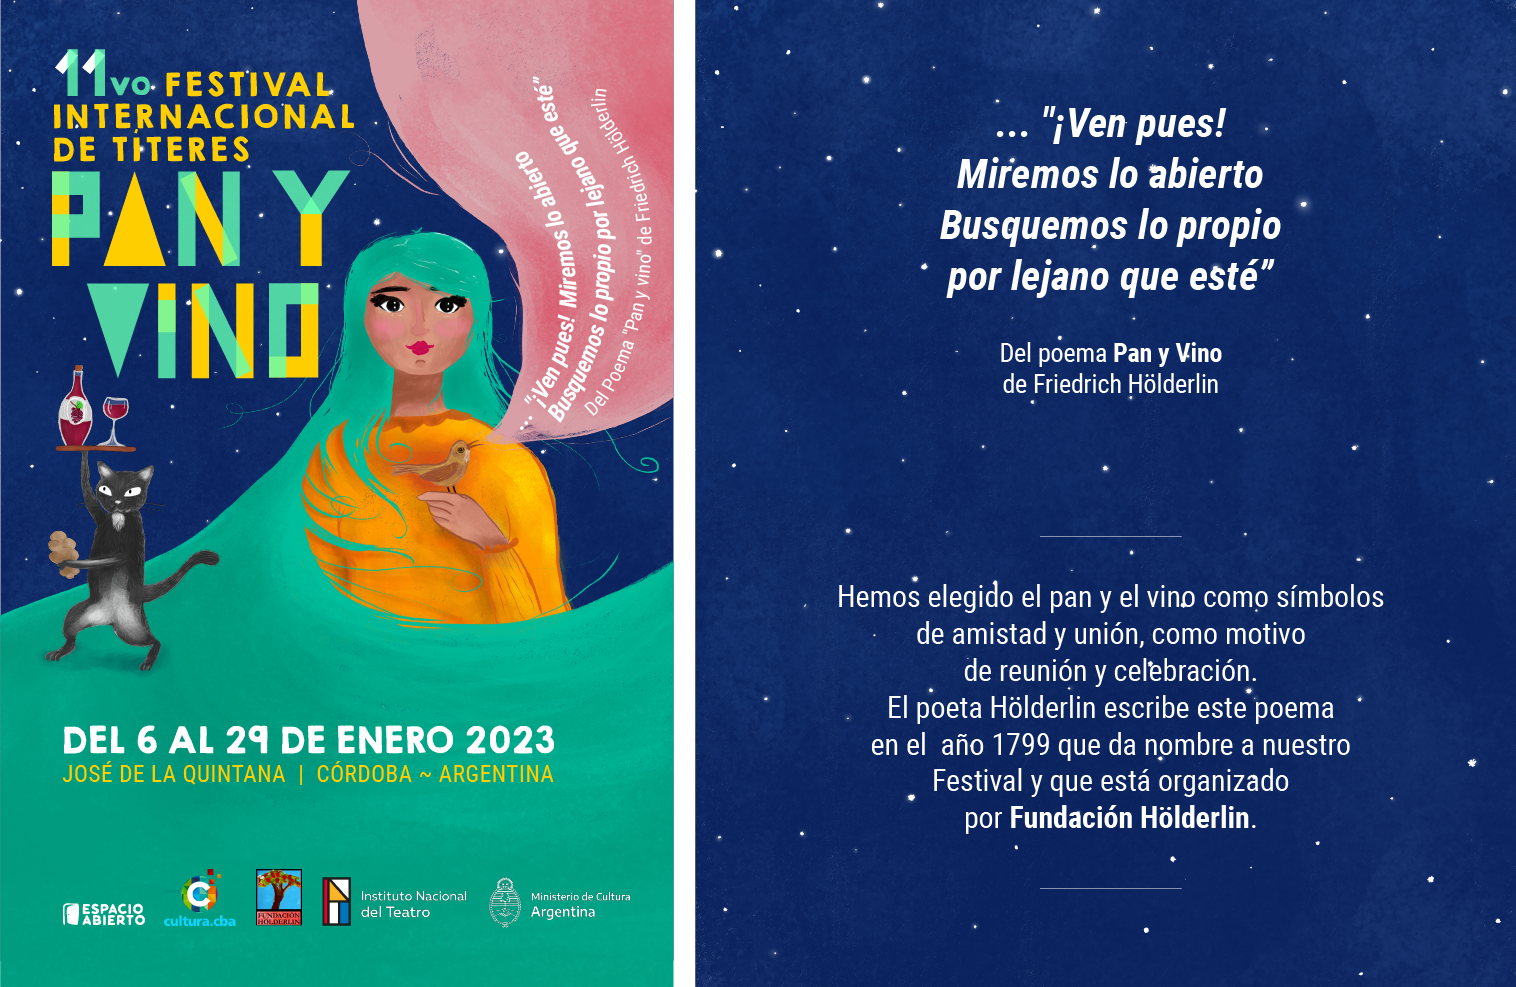 11vo FESTIVAL
INTERNACIONAL
DE TÍTERES
PAN Y
VINO
... "¡Ven pues! Miremos lo abierto
Busquemos lo propio por lejano que esté”
Del Poema "Pan y vino" de Friedrich Hölderlin
DEL 6 AL 29 DE ENERO 2023
JOSÉ DE LA QUINTANA | CÓRDOBA ~ ARGENTINA
ESPACIO
ABIERTO
C
cultura.cba
FUNDACIÓN
HÖLDERLIN
Instituto Nacional
del Teatro
Ministerio de Cultura
Argentina
... "¡Ven pues!
Miremos lo abierto
Busquemos lo propio
por lejano que esté”
Del poema Pan y Vino
de Friedrich Hölderlin
Hemos elegido el pan y el vino como símbolos
de amistad y unión, como motivo
de reunión y celebración.
El poeta Hölderlin escribe este poema
en el año 1799 que da nombre a nuestro
Festival y que está organizado
por Fundación Hölderlin.